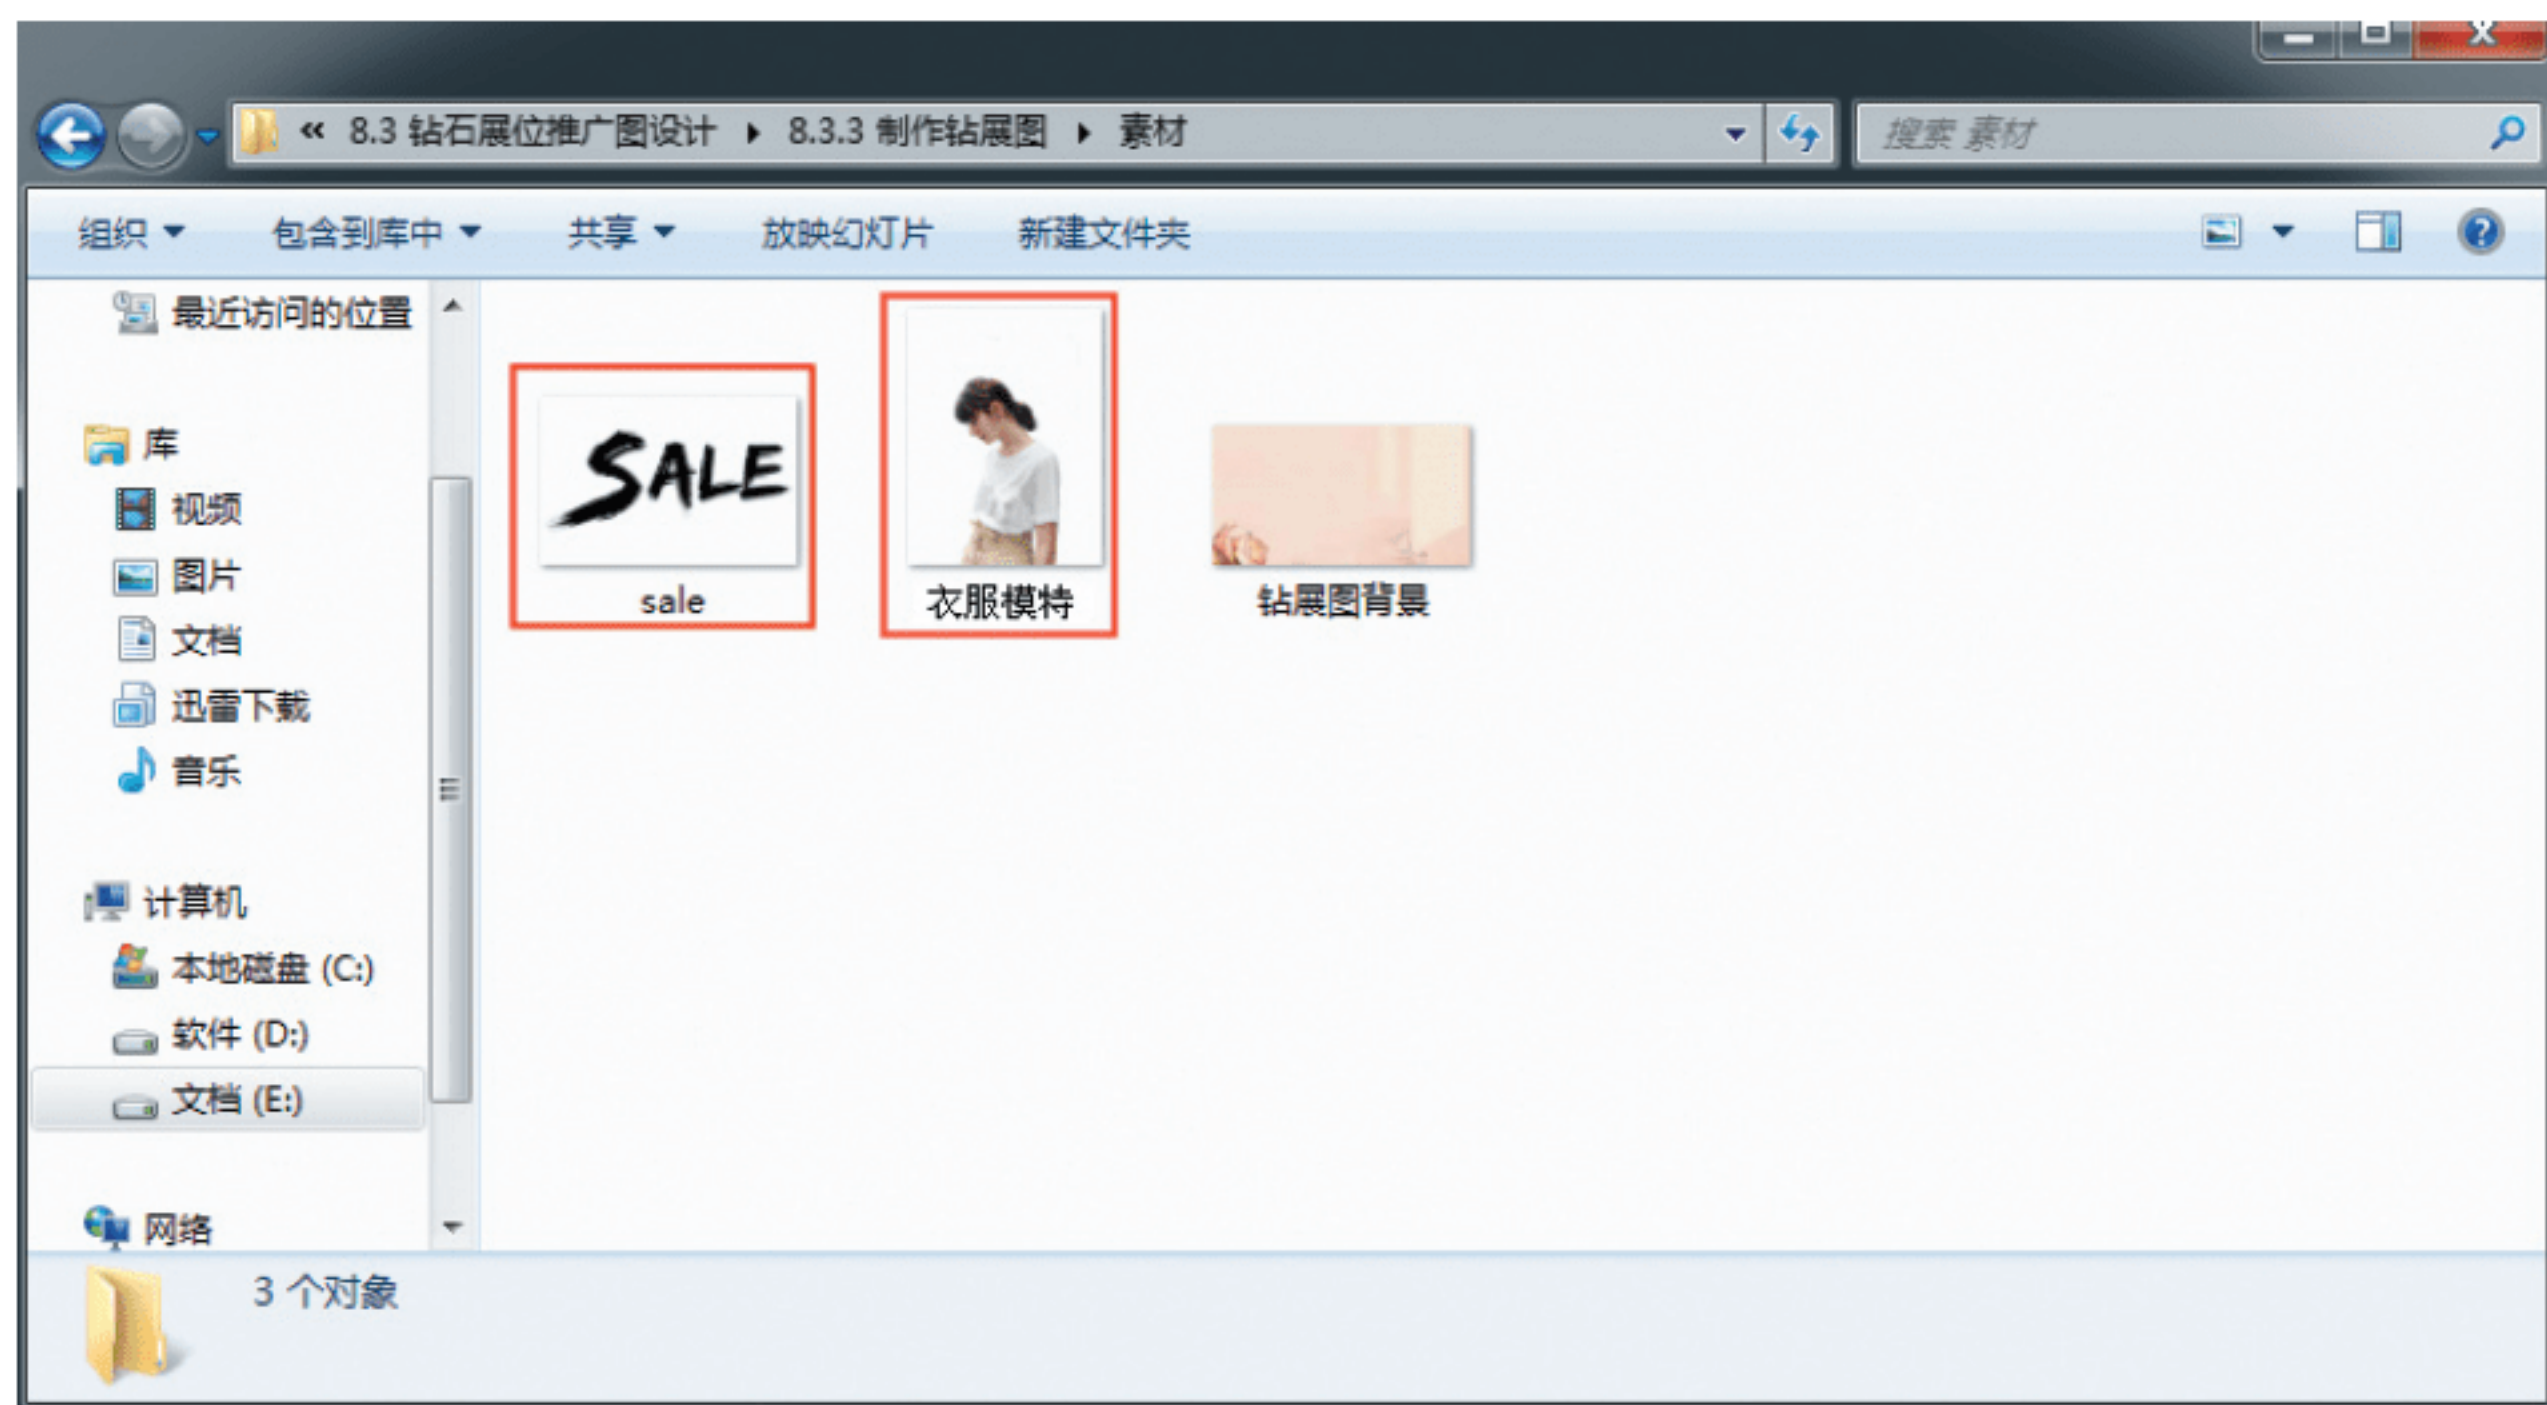 « 8.3 钻石展位推广图设计 ▸ 8.3.3 制作钻展图 ▸ 素材
搜索 素材
组织 包含到库中 共享 放映幻灯片 新建文件夹
最近访问的位置
库
视频
图片
文档
迅雷下载
音乐
计算机
本地磁盘 (C:)
软件 (D:)
文档 (E:)
网络
SALE
sale 衣服模特 钻展图背景
3 个对象